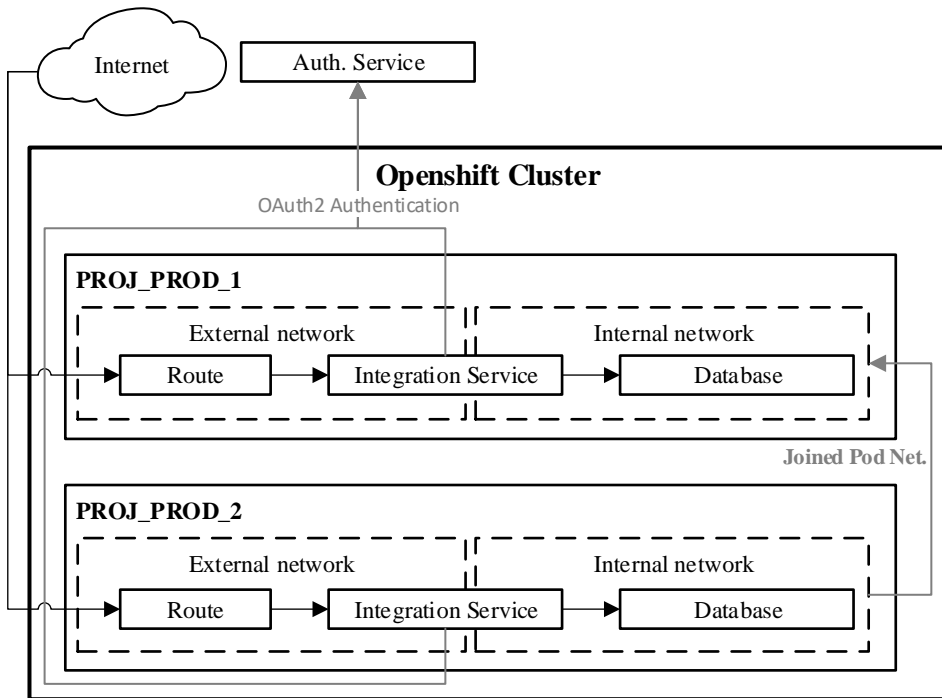 Internet
Auth. Service
Openshift Cluster
OAuth2 Authentication
PROJ_PROD_1
External network
Internal network
Route
Integration Service
Database
Joined Pod Net.
PROJ_PROD_2
External network
Internal network
Route
Integration Service
Database